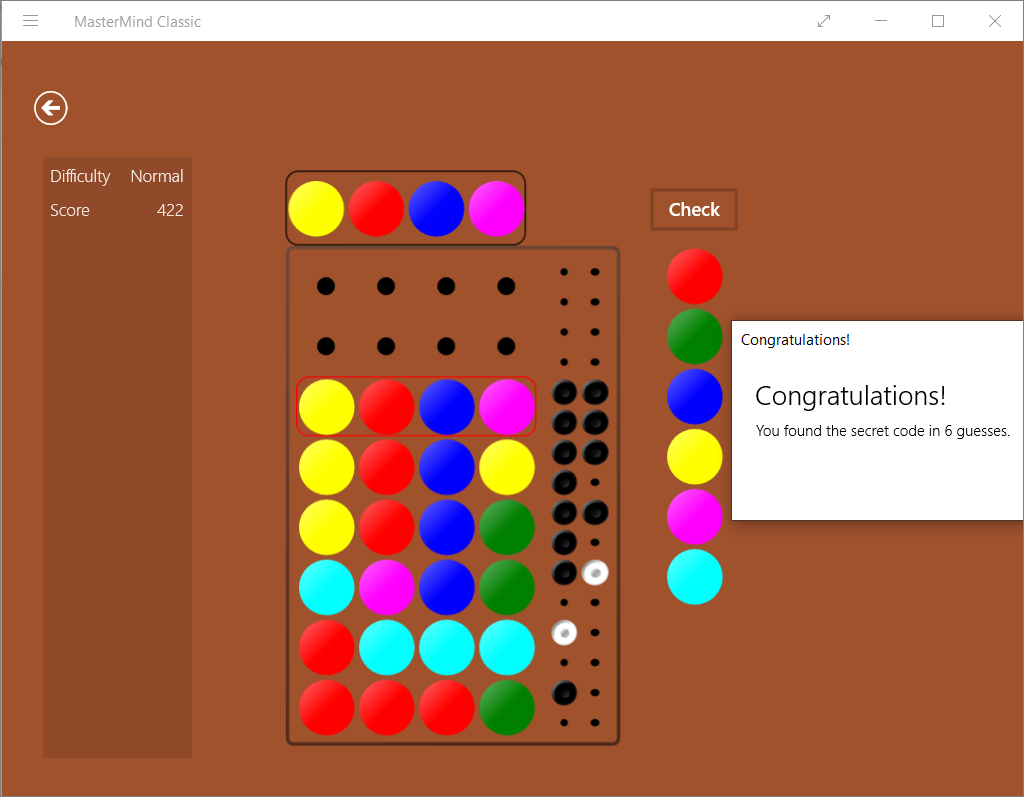 MasterMind Classic
Difficulty Normal
Score 422
Check
Congratulations!
Congratulations!
You found the secret code in 6 guesses.